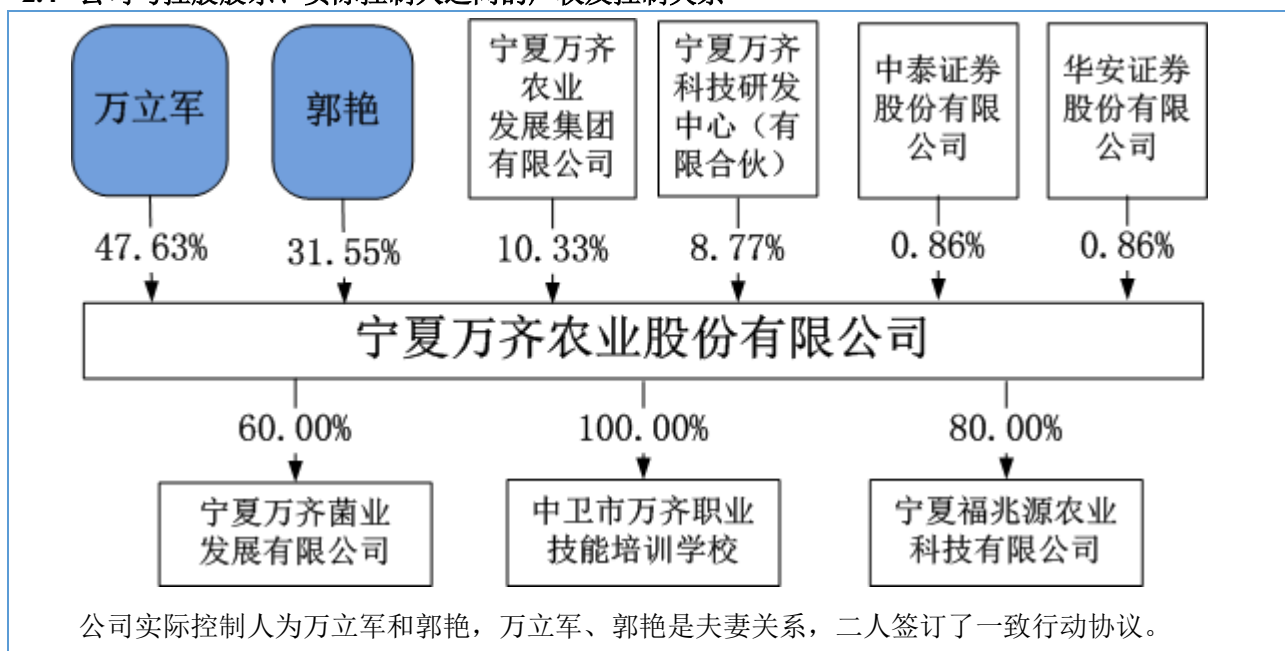 万立军
郭艳
宁夏万齐
农业
发展集团
有限公司
宁夏万齐
科技研发
中心（有
限合伙）
中泰证券
股份有限
公司
华安证券
股份有限
公司
47.63%
31.55%
10.33%
8.77%
0.86%
0.86%
宁夏万齐农业股份有限公司
60.00%
100.00%
80.00%
宁夏万齐菌业
发展有限公司
中卫市万齐职业
技能培训学校
宁夏福兆源农业
科技有限公司
公司实际控制人为万立军和郭艳，万立军、郭艳是夫妻关系，二人签订了一致行动协议。